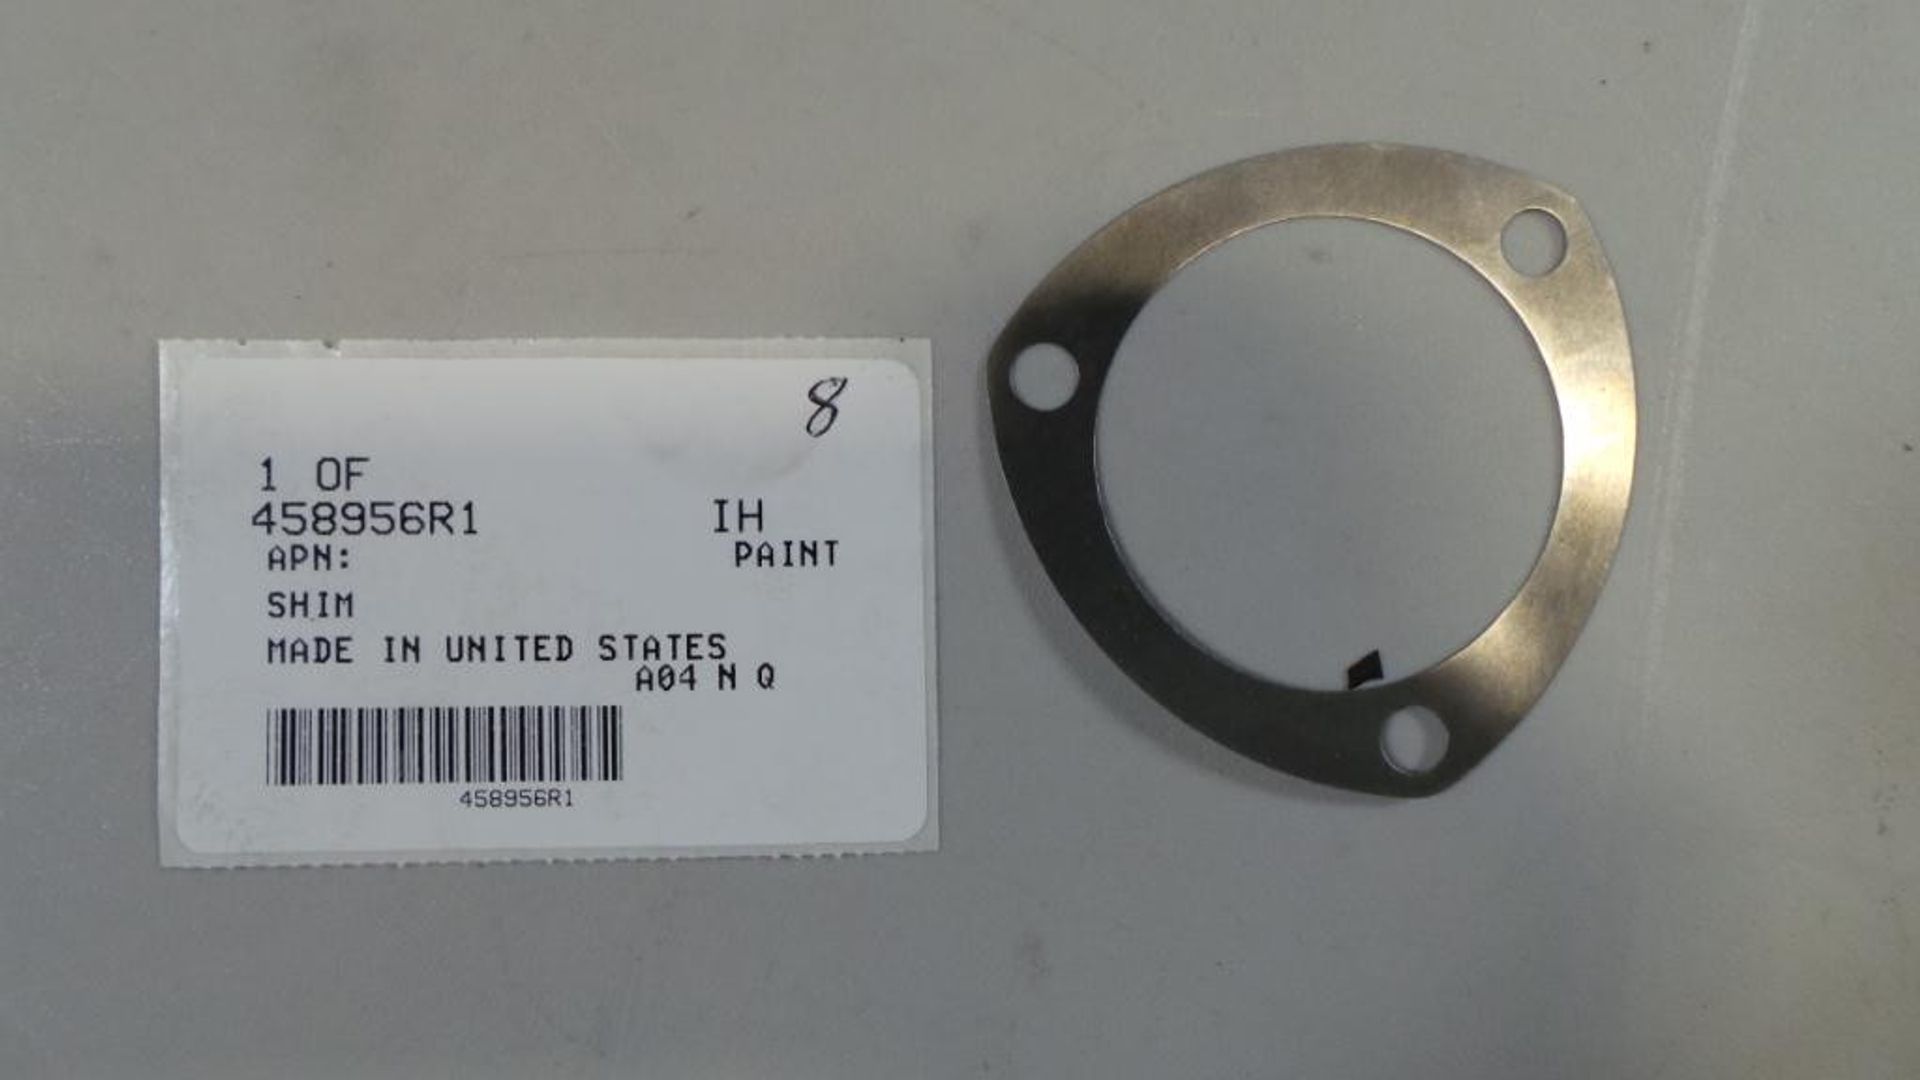 8
1 OF
458956R1 IH
APN: PAINT
SHIM
MADE IN UNITED STATES
A04 N Q
458956R1